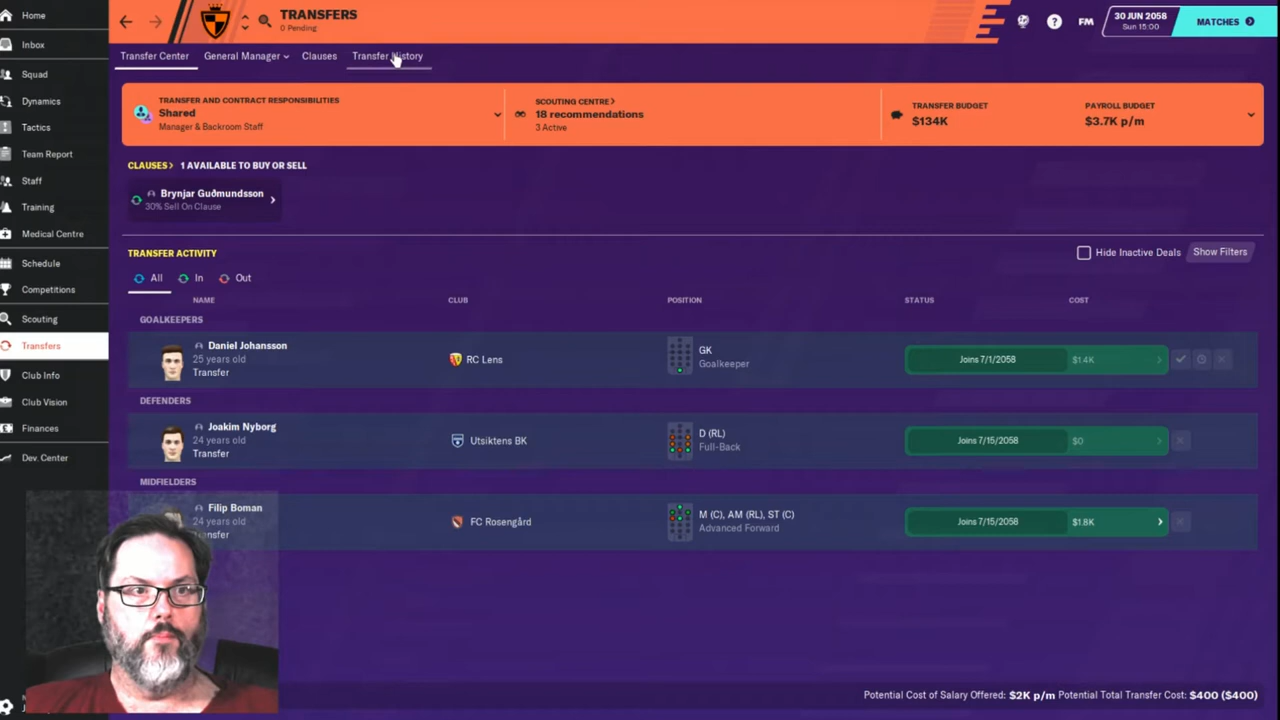 Home
Inbox
Squad
Dynamics
Tactics
Team Report
Staff
Training
Medical Centre
Schedule
Competitions
Scouting
Transfers
Club Info
Club Vision
Finances
Dev. Center
TRANSFERS
0 Pending
FM
30 JUN 2058
Sun 15:00
MATCHES
Transfer Center General Manager Clauses Transfer History
TRANSFER AND CONTRACT RESPONSIBILITIES
Shared
Manager & Backroom Staff
SCOUTING CENTRE >
18 recommendations
3 Active
TRANSFER BUDGET
$134K
PAYROLL BUDGET
$3.7K p/m
CLAUSES > 1 AVAILABLE TO BUY OR SELL
Brynjar Guðmundsson
30% Sell On Clause
TRANSFER ACTIVITY
Hide Inactive Deals Show Filters
All In Out
NAME CLUB POSITION STATUS COST
GOALKEEPERS
Daniel Johansson
25 years old
Transfer
RC Lens
GK
Goalkeeper
Joins 7/1/2058 $1.4K
DEFENDERS
Joakim Nyborg
24 years old
Transfer
Utsiktens BK
D (RL)
Full-Back
Joins 7/15/2058 $0
MIDFIELDERS
Filip Boman
24 years old
FC Rosengård
M (C), AM (RL), ST (C)
Advanced Forward
Joins 7/15/2058 $1.8K
Potential Cost of Salary Offered: $2K p/m Potential Total Transfer Cost: $400 ($400)